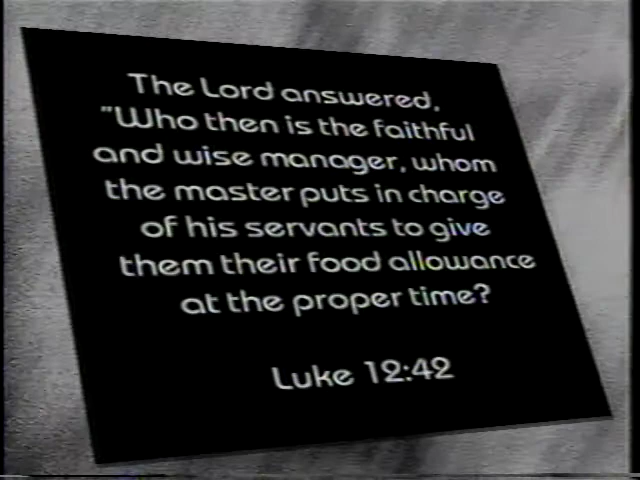 The Lord answered,
"Who then is the faithful
and wise manager, whom
the master puts in charge
of his servants to give
them their food allowance
at the proper time?
Luke 12:42